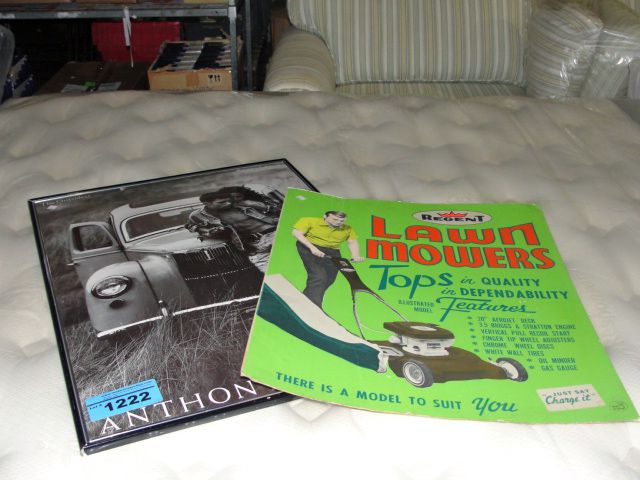 1222
ANTHON
REGENT
LAWN
MOWERS
TOPS in QUALITY
in DEPENDABILITY
ILLUSTRATED
MODEL Features
20" AEROJET DECK
3.5 BRIGGS & STRATTON ENGINE
VERTICAL PULL RECOIL START
FINGER TIP WHEEL ADJUSTERS
CHROME WHEEL DISCS
WHITE WALL TIRES
OIL MINDER
GAS GAUGE
"JUST SAY
Charge it"
THERE IS A MODEL TO SUIT you